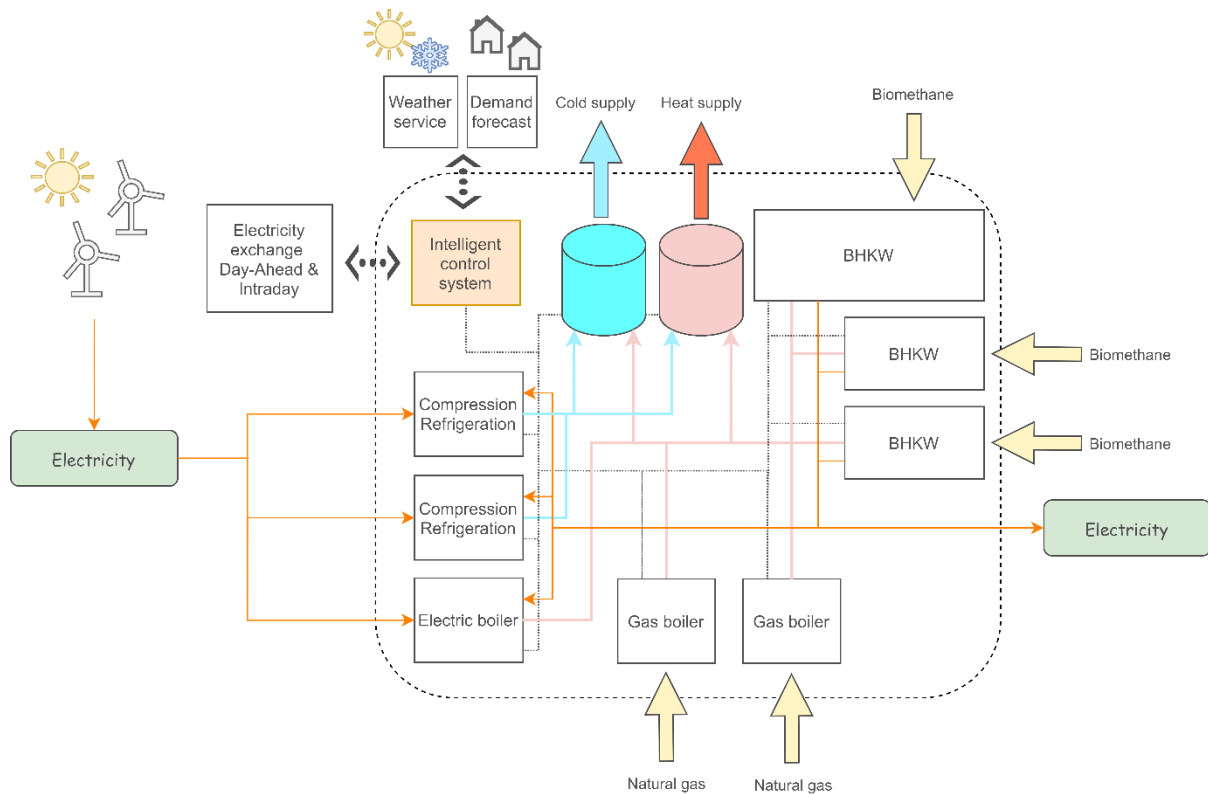 Weather
service
Demand
forecast
Cold supply
Heat supply
Biomethane
Electricity
exchange
Day-Ahead &
Intraday
Intelligent
control
system
BHKW
BHKW
Biomethane
Compression
Refrigeration
BHKW
Biomethane
Electricity
Compression
Refrigeration
Electricity
Electric boiler
Gas boiler
Gas boiler
Natural gas
Natural gas